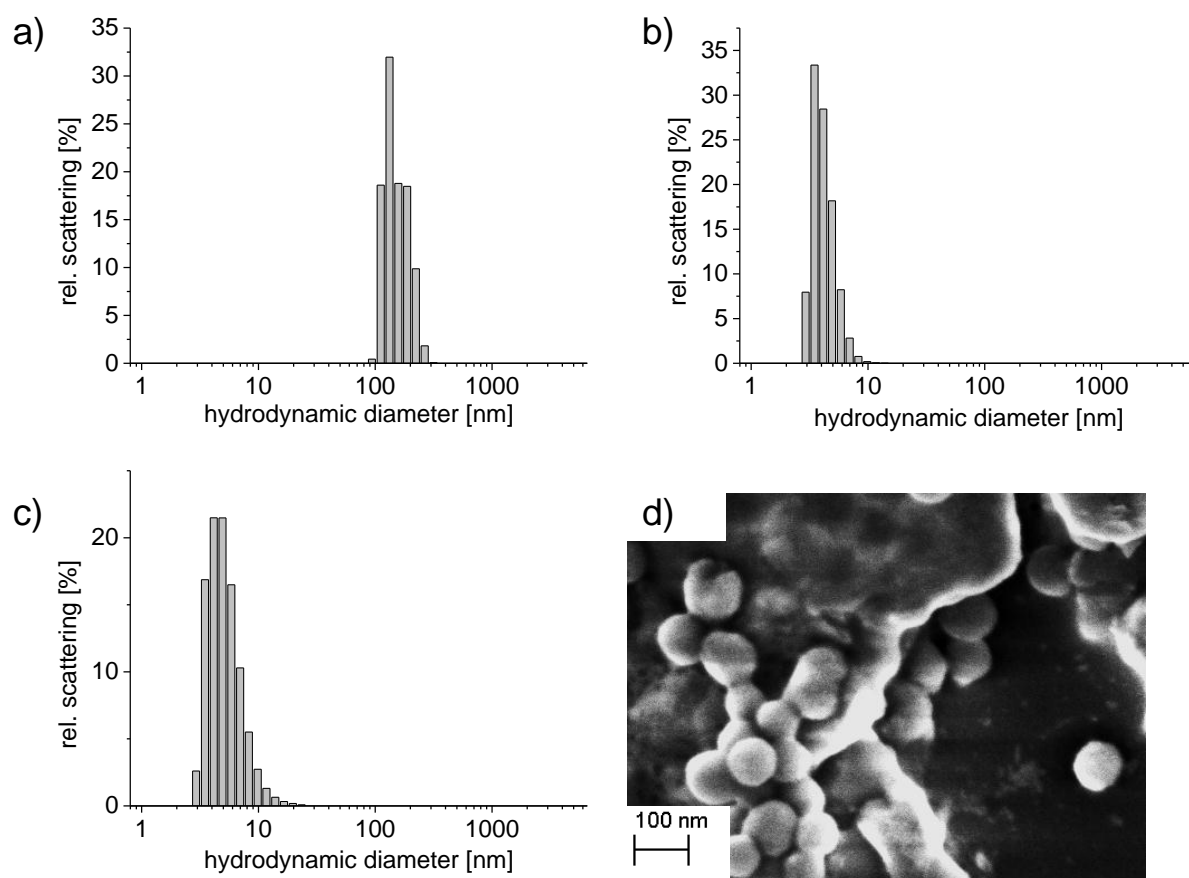 a)
35
30
25
20
15
10
5
0
rel. scattering [%]
1 10 100 1000
hydrodynamic diameter [nm]
b)
35
30
25
20
15
10
5
0
rel. scattering [%]
1 10 100 1000
hydrodynamic diameter [nm]
c)
20
10
0
rel. scattering [%]
1 10 100 1000
hydrodynamic diameter [nm]
d)
100 nm